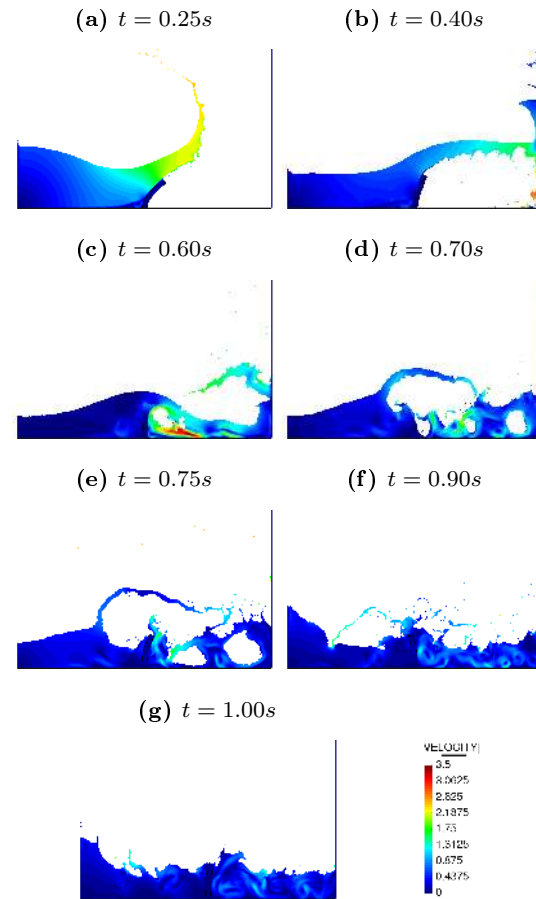 (a) t = 0.25s
(b) t = 0.40s
(c) t = 0.60s
(d) t = 0.70s
(e) t = 0.75s
(f) t = 0.90s
(g) t = 1.00s
VELOCITY|
3.5
3.0625
2.625
2.1875
1.75
1.3125
0.875
0.4375
0